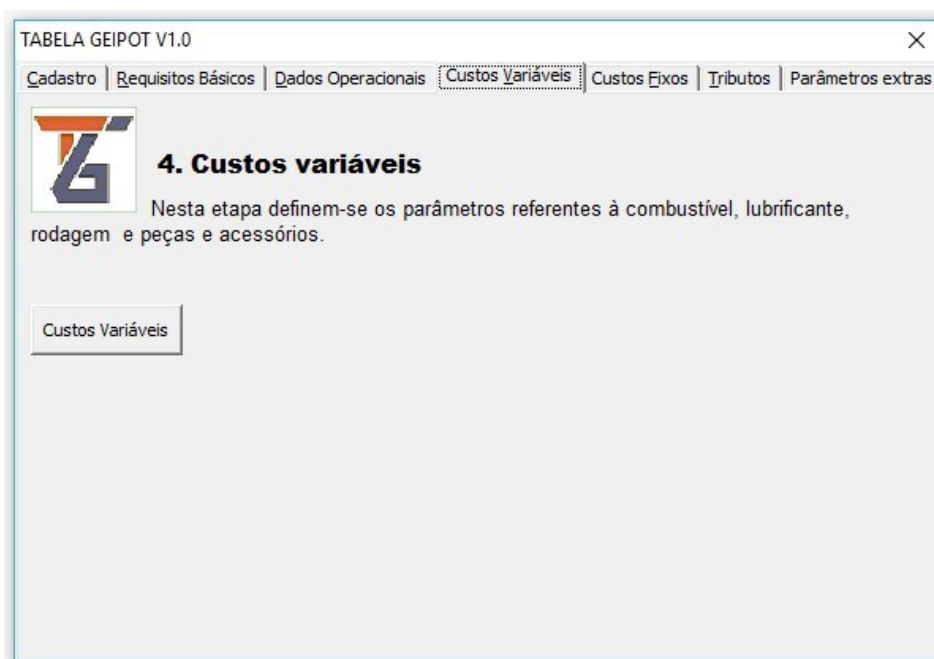 TABELA GEIPOT V1.0
Cadastro Requisitos Básicos Dados Operacionais Custos Variáveis Custos Fixos Tributos Parâmetros extras
4. Custos variáveis
Nesta etapa definem-se os parâmetros referentes à combustível, lubrificante,
rodagem e peças e acessórios.
Custos Variáveis